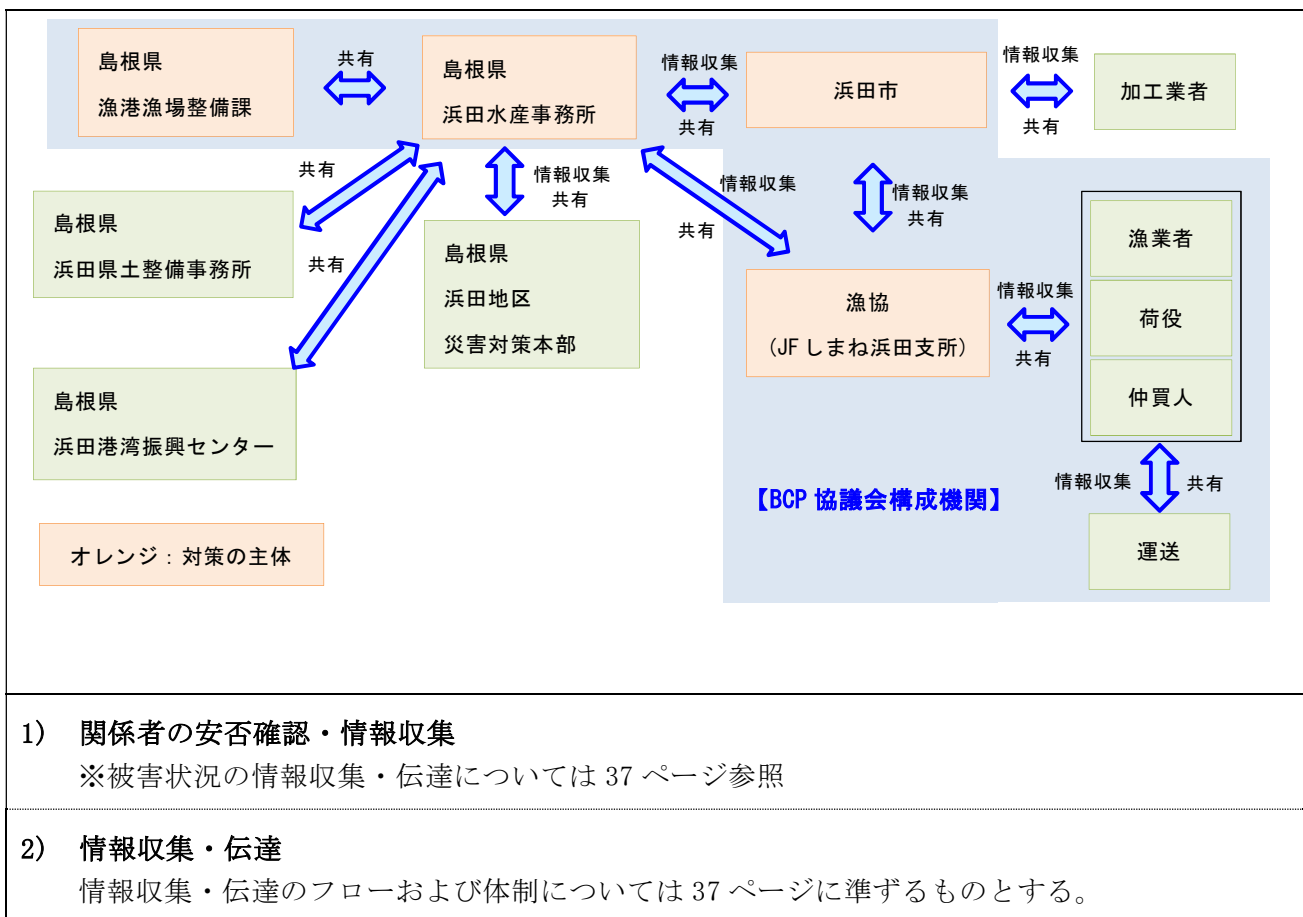 島根県
漁港漁場整備課
共有
島根県
浜田水産事務所
情報収集
共有
浜田市
情報収集
共有
加工業者
共有
島根県
浜田県土整備事務所
共有
島根県
浜田港湾振興センター
情報収集
共有
島根県
浜田地区
災害対策本部
情報収集
共有
情報収集
共有
漁協
（JFしまね浜田支所）
情報収集
共有
漁業者
荷役
仲買人
情報収集
共有
運送
【BCP 協議会構成機関】
オレンジ：対策の主体
1) 関係者の安否確認・情報収集
※被害状況の情報収集・伝達については 37 ページ参照
2) 情報収集・伝達
情報収集・伝達のフローおよび体制については 37 ページに準ずるものとする。